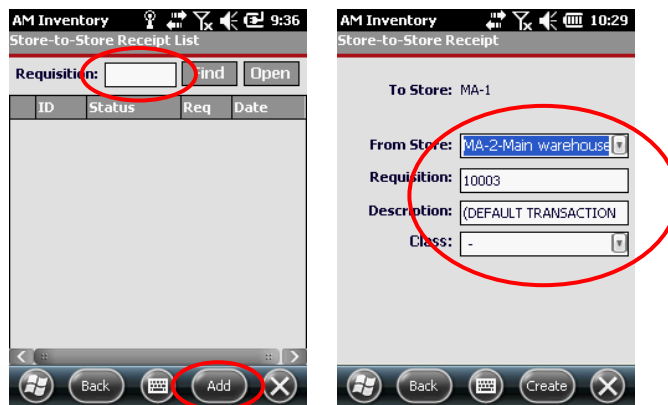 AM Inventory 9:36
Store-to-Store Receipt List
Requisition: Find Open
ID Status Req Date
Back Add
AM Inventory 10:29
Store-to-Store Receipt
To Store: MA-1
From Store: MA-2-Main warehouse
Requisition: 10003
Description: (DEFAULT TRANSACTION
Class: -
Back Create